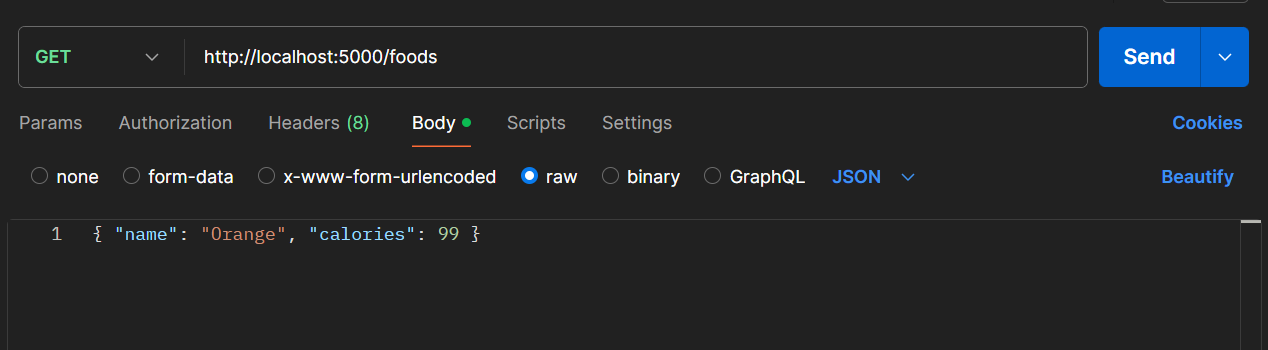 GET http://localhost:5000/foods Send
Params Authorization Headers (8) Body Scripts Settings Cookies
none form-data x-www-form-urlencoded raw binary GraphQL JSON Beautify
1 { "name": "Orange", "calories": 99 }